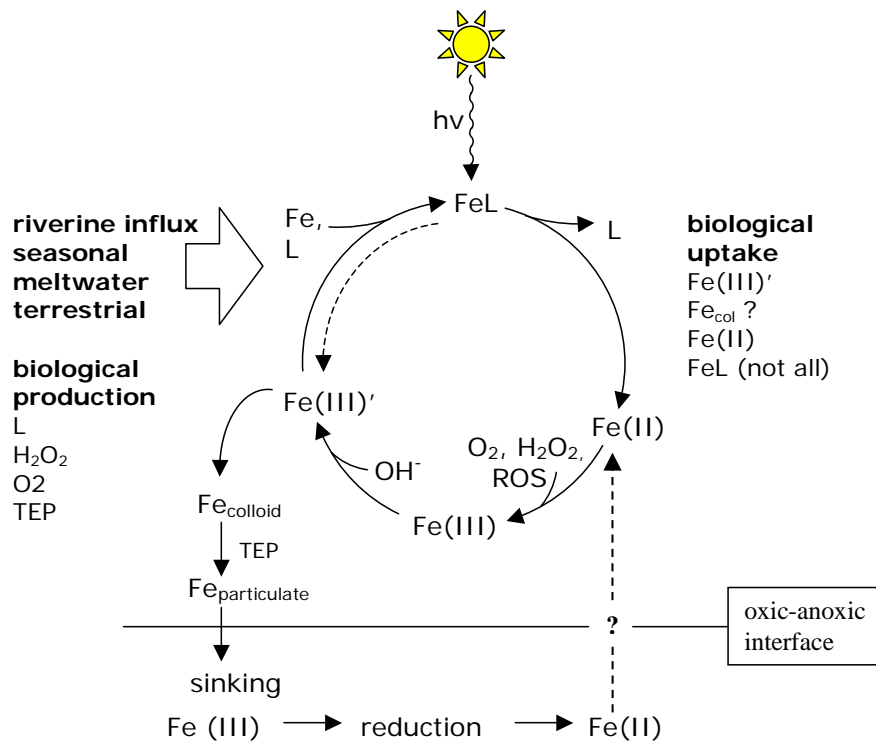 hν
FeL
Fe,
L
L
riverine influx
seasonal
meltwater
terrestrial
biological
production
L
H₂O₂
O2
TEP
biological
uptake
Fe(III)′
Fecol ?
Fe(II)
FeL (not all)
Fe(III)′
Fe(II)
O₂, H₂O₂,
ROS
OH⁻
Fe(III)
Fecolloid
TEP
Feparticulate
?
oxic-anoxic
interface
sinking
Fe (III)
reduction
Fe(II)